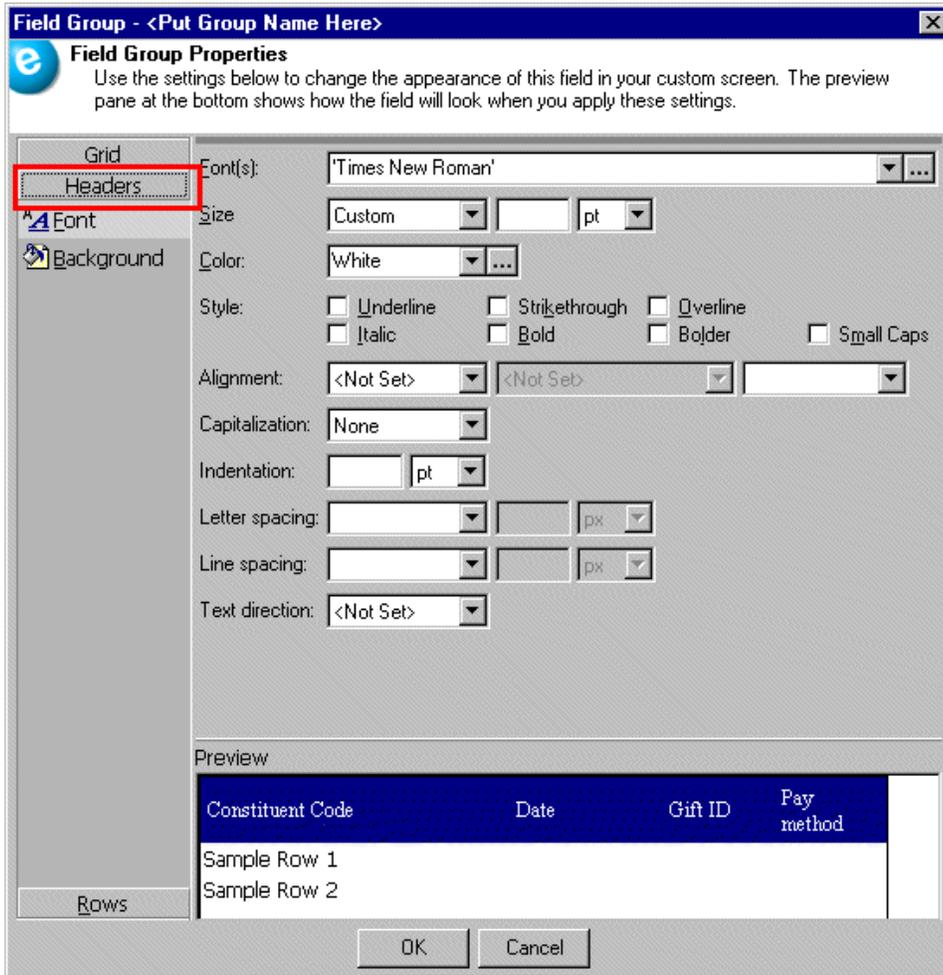 Field Group - <Put Group Name Here>
e
Field Group Properties
Use the settings below to change the appearance of this field in your custom screen. The preview
pane at the bottom shows how the field will look when you apply these settings.
Grid
Headers
Font
Background
Rows
Font(s): 'Times New Roman' ...
Size Custom pt
Color: White ...
Style: Underline Strikethrough Overline
Italic Bold Bolder Small Caps
Alignment: <Not Set> <Not Set>
Capitalization: None
Indentation: pt
Letter spacing: px
Line spacing: px
Text direction: <Not Set>
Preview
Constituent Code Date Gift ID Pay method
Sample Row 1
Sample Row 2
OK Cancel